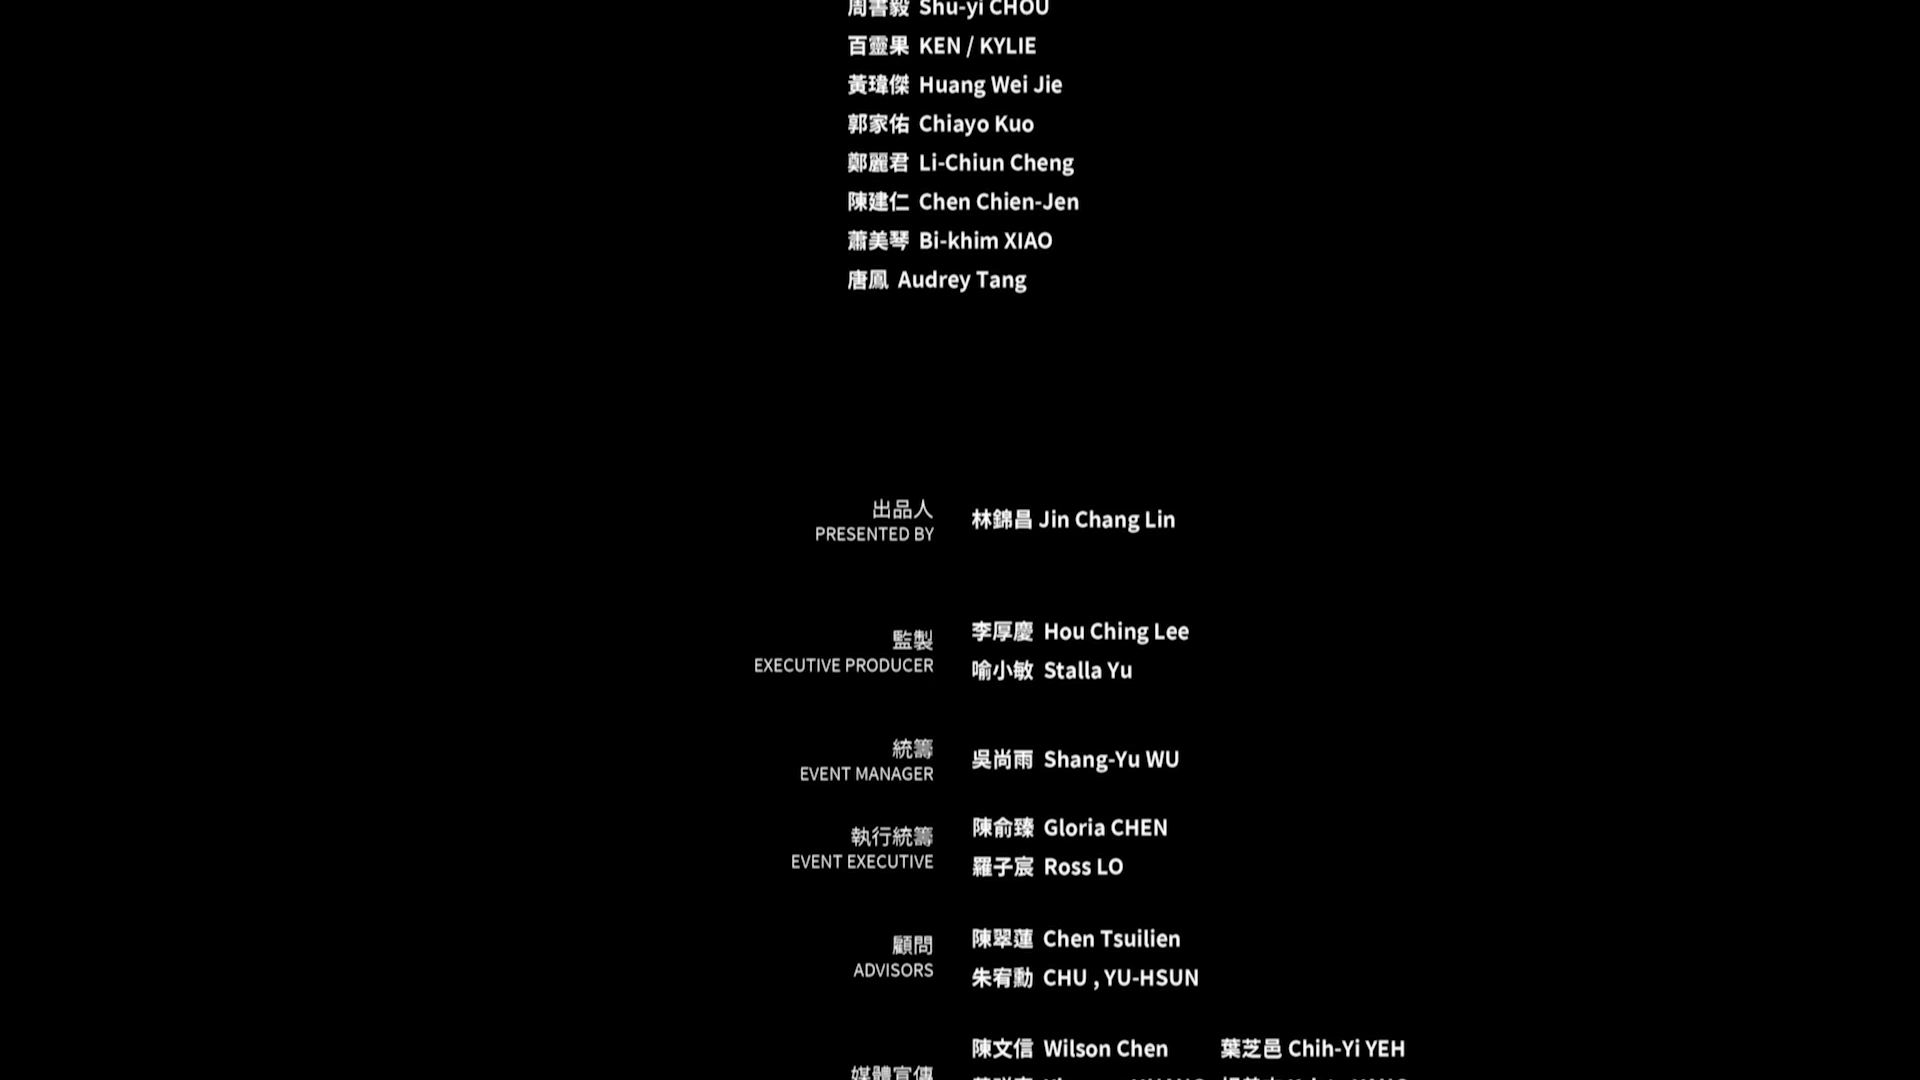 周書毅 Shu-yi CHOU
百靈果 KEN / KYLIE
黃瑋傑 Huang Wei Jie
郭家佑 Chiayo Kuo
鄭麗君 Li-Chiun Cheng
陳建仁 Chen Chien-Jen
蕭美琴 Bi-khim XIAO
唐鳳 Audrey Tang
出品人
PRESENTED BY
林錦昌 Jin Chang Lin
監製
EXECUTIVE PRODUCER
李厚慶 Hou Ching Lee
喻小敏 Stalla Yu
統籌
EVENT MANAGER
吳尚雨 Shang-Yu WU
執行統籌
EVENT EXECUTIVE
陳俞臻 Gloria CHEN
羅子宸 Ross LO
顧問
ADVISORS
陳翠蓮 Chen Tsuilien
朱宥勳 CHU , YU-HSUN
媒體宣傳
陳文信 Wilson Chen 葉芝邑 Chih-Yi YEH